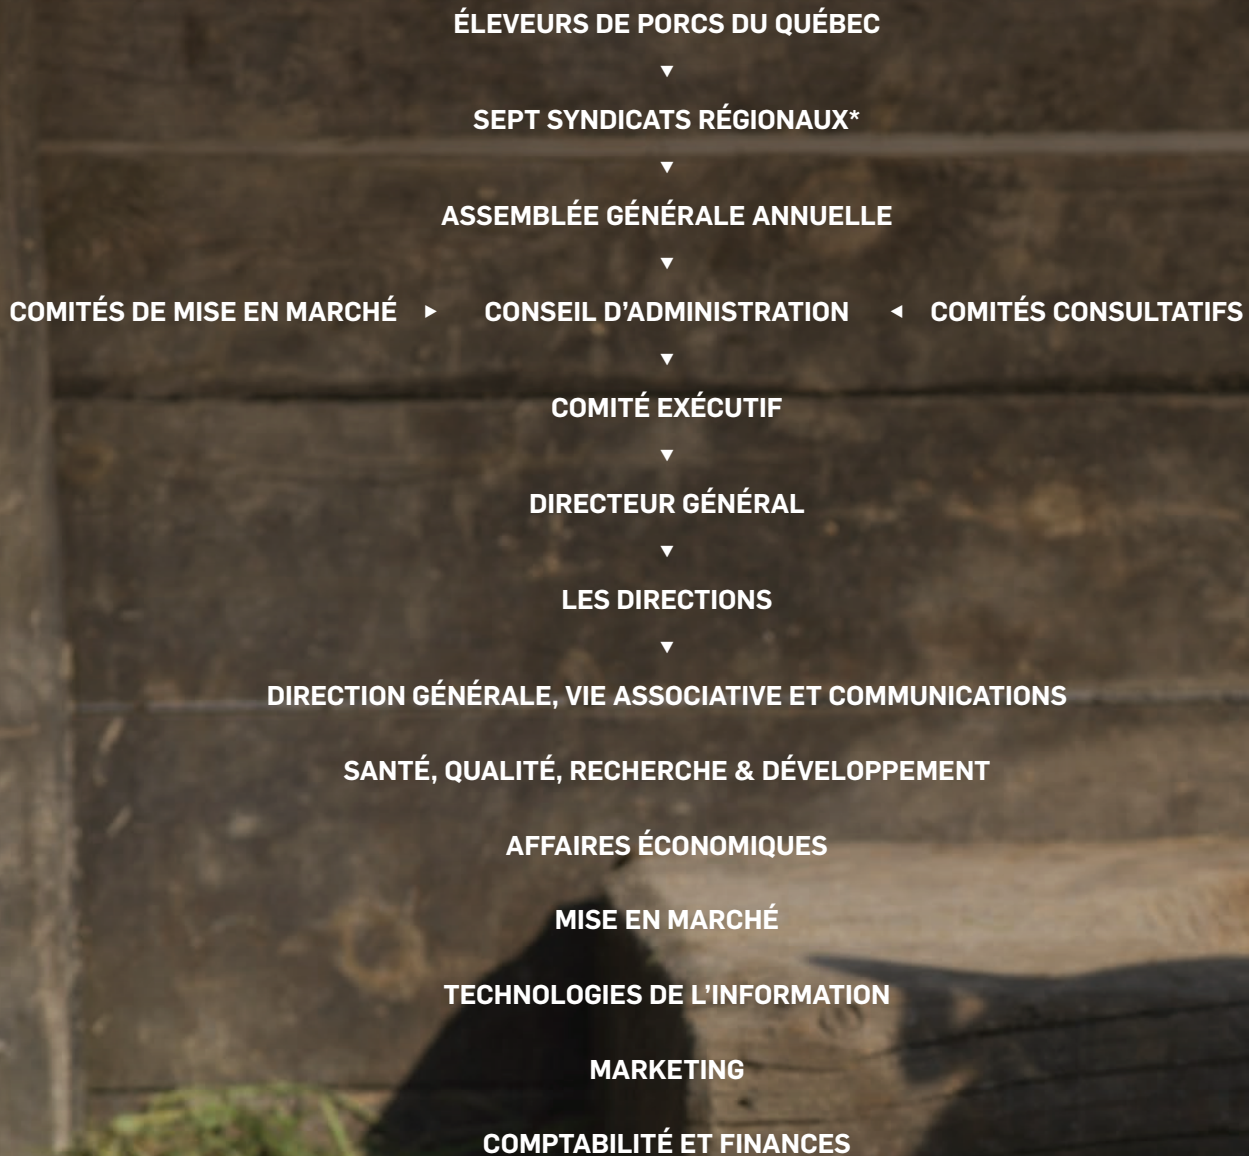 ÉLEVEURS DE PORCS DU QUÉBEC
SEPT SYNDICATS RÉGIONAUX*
ASSEMBLÉE GÉNÉRALE ANNUELLE
COMITÉS DE MISE EN MARCHÉ ► CONSEIL D’ADMINISTRATION ◄ COMITÉS CONSULTATIFS
COMITÉ EXÉCUTIF
DIRECTEUR GÉNÉRAL
LES DIRECTIONS
DIRECTION GÉNÉRALE, VIE ASSOCIATIVE ET COMMUNICATIONS
SANTÉ, QUALITÉ, RECHERCHE & DÉVELOPPEMENT
AFFAIRES ÉCONOMIQUES
MISE EN MARCHÉ
TECHNOLOGIES DE L’INFORMATION
MARKETING
COMPTABILITÉ ET FINANCES